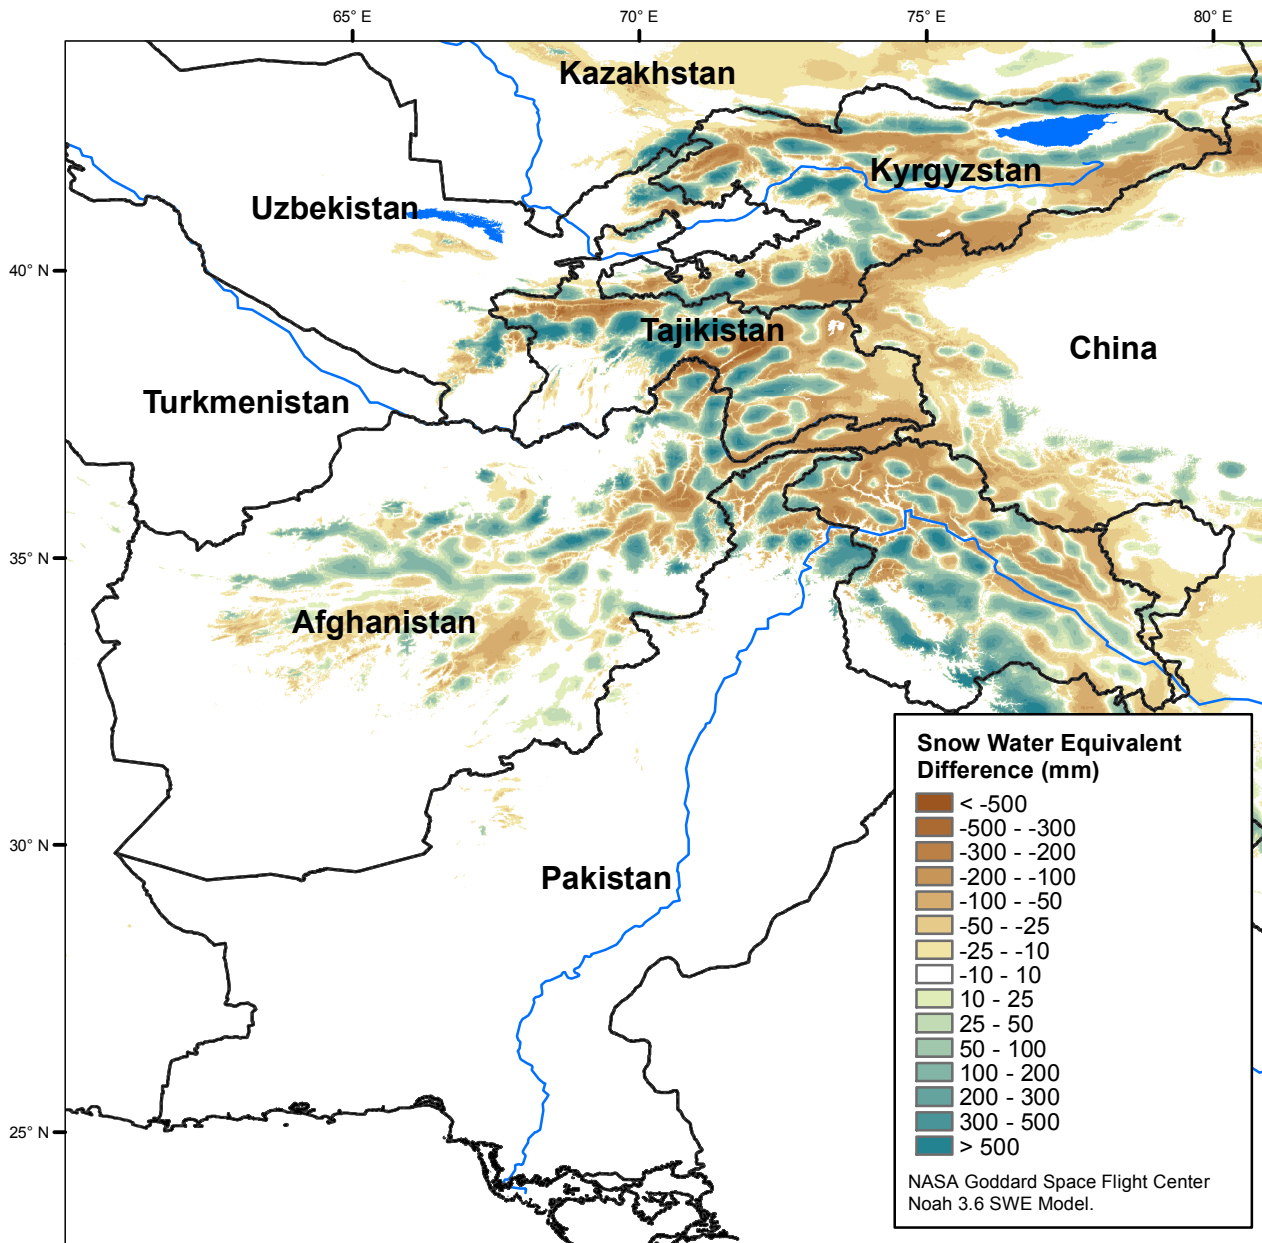 65° E
70° E
75° E
80° E
Kazakhstan
Kyrgyzstan
Uzbekistan
40° N
Tajikistan
China
Turkmenistan
35° N
Afghanistan
Snow Water Equivalent
Difference (mm)
< -500
-500 - -300
-300 - -200
-200 - -100
-100 - -50
-50 - -25
-25 - -10
-10 - 10
10 - 25
25 - 50
50 - 100
100 - 200
200 - 300
300 - 500
> 500
NASA Goddard Space Flight Center
Noah 3.6 SWE Model.
30° N
Pakistan
25° N